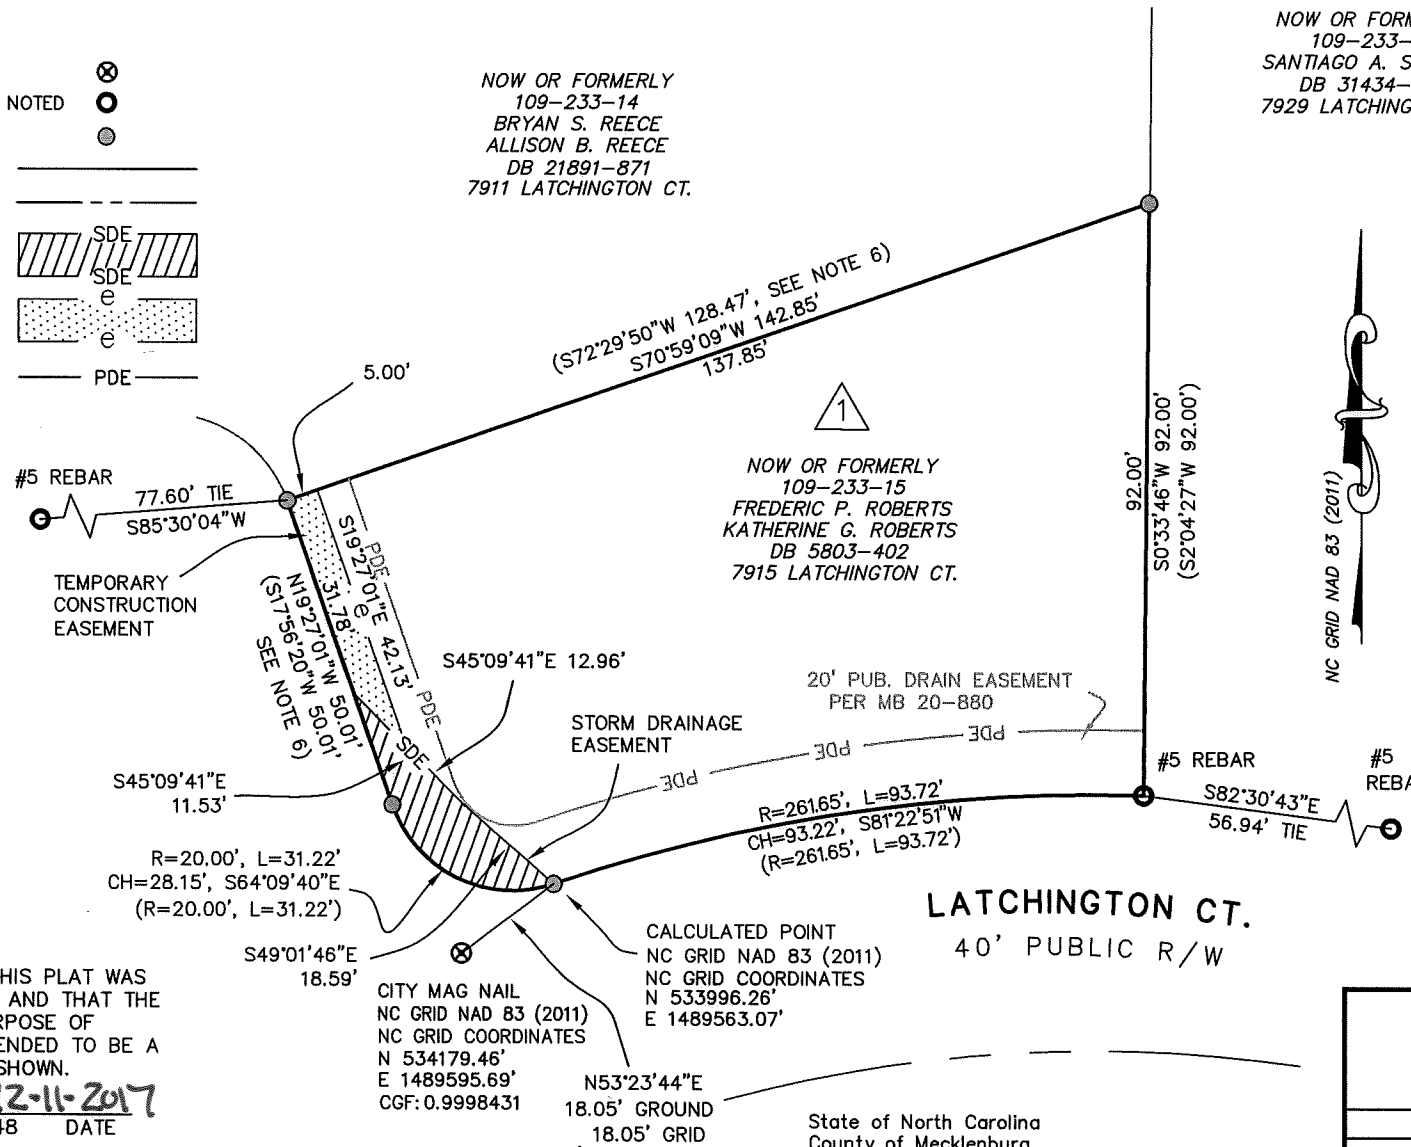 NOTED
SDE
SDE
e
e
PDE
NOW OR FORMERLY
109-233-14
BRYAN S. REECE
ALLISON B. REECE
DB 21891-871
7911 LATCHINGTON CT.
NOW OR FORM
109-233-
SANTIAGO A. S
DB 31434-
7929 LATCHING
(S72°29'50"W 128.47', SEE NOTE 6)
S70°59'09"W 142.85'
137.85'
5.00'
1
NOW OR FORMERLY
109-233-15
FREDERIC P. ROBERTS
KATHERINE G. ROBERTS
DB 5803-402
7915 LATCHINGTON CT.
92.00'
S0°33'46"W 92.00'
(S2°04'27"W 92.00')
NC GRID NAD 83 (2011)
#5 REBAR
77.60' TIE
S85°30'04"W
TEMPORARY
CONSTRUCTION
EASEMENT
N19°27'01"W 50.01'
(S17°56'20"W 50.01'
SEE NOTE 6)
31.78'
e
S19°27'01"E 42.13'
PDE
PDE
SDE
S45°09'41"E 12.96'
STORM DRAINAGE
EASEMENT
20' PUB. DRAIN EASEMENT
PER MB 20-880
PDE
PDE
PDE
S45°09'41"E
11.53'
R=20.00', L=31.22'
CH=28.15', S64°09'40"E
(R=20.00', L=31.22')
S49°01'46"E
18.59'
R=261.65', L=93.72'
CH=93.22', S81°22'51"W
(R=261.65', L=93.72')
#5 REBAR
S82°30'43"E
56.94' TIE
#5
REBA
LATCHINGTON CT.
40' PUBLIC R/W
CALCULATED POINT
NC GRID NAD 83 (2011)
NC GRID COORDINATES
N 533996.26'
E 1489563.07'
CITY MAG NAIL
NC GRID NAD 83 (2011)
NC GRID COORDINATES
N 534179.46'
E 1489595.69'
CGF: 0.9998431
N53°23'44"E
18.05' GROUND
18.05' GRID
HIS PLAT WAS
AND THAT THE
RPOSE OF
ENDED TO BE A
SHOWN.
2-11-2017
48 DATE
State of North Carolina
County of Mecklenburg